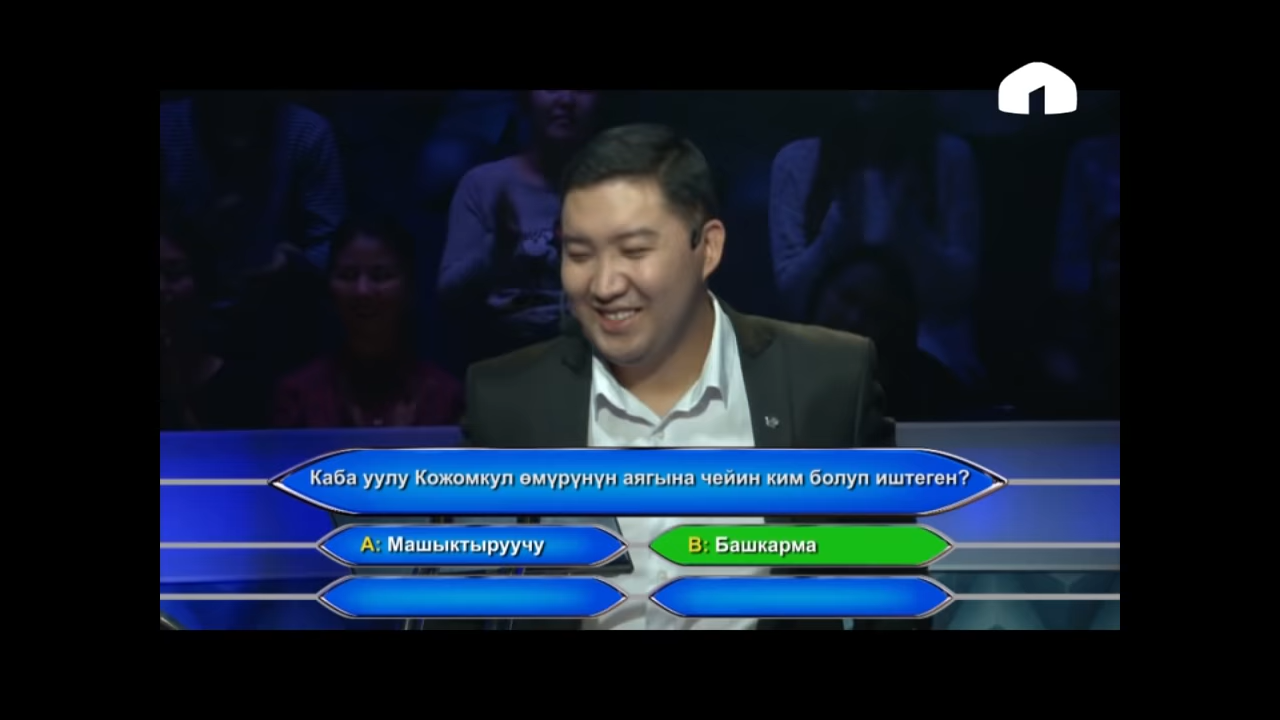 Каба уулу Кожомкул өмүрүнүн аягына чейин ким болуп иштеген?
A: Машыктыруучу
B: Башкарма